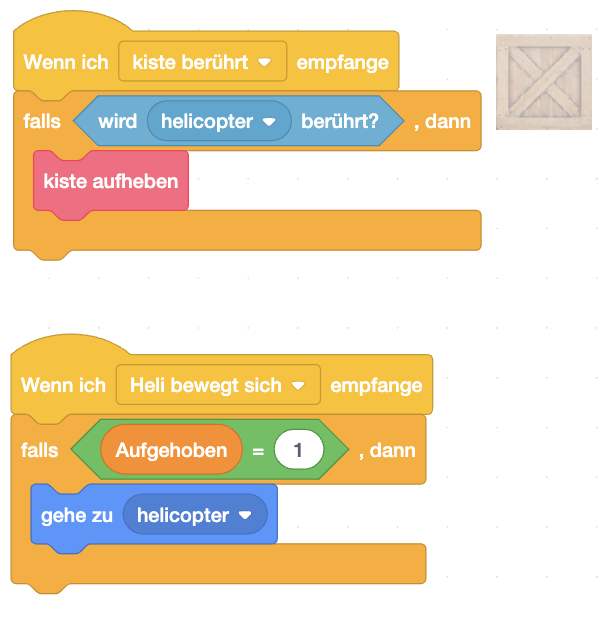 Wenn ich kiste berührt empfange
falls wird helicopter berührt? , dann
kiste aufheben
Wenn ich Heli bewegt sich empfange
falls Aufgehoben = 1 , dann
gehe zu helicopter